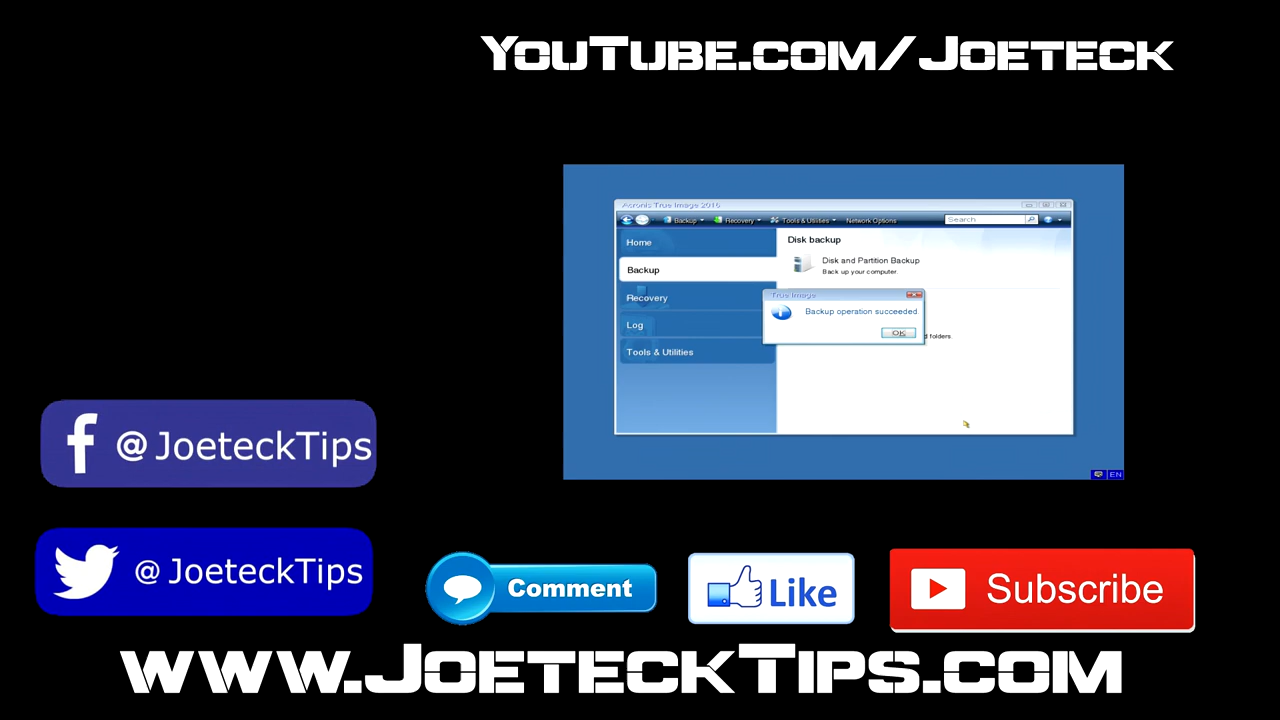 YouTube.com/Joeteck
Acronis True Image 2016
Backup Recovery Tools & Utilities Network Options Search
Home
Backup
Recovery
Log
Tools & Utilities
Disk backup
Disk and Partition Backup
Back up your computer.
True Image
Backup operation succeeded.
OK
d folders.
EN
f @JoeteckTips
@JoeteckTips
Comment
Like
Subscribe
www.JoeteckTips.com